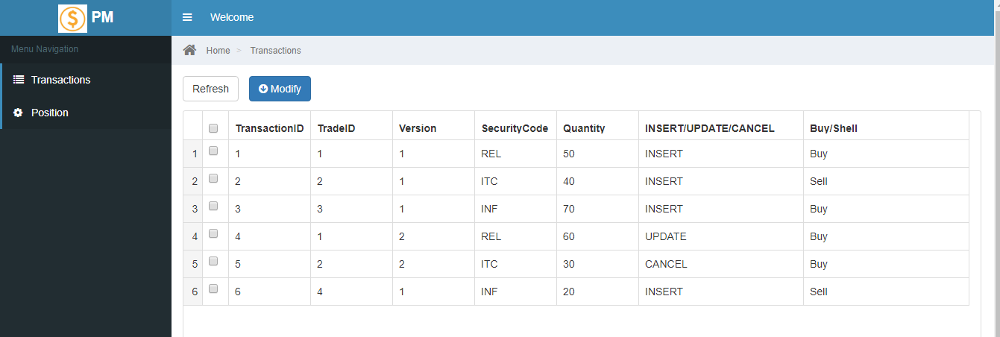 $ PM
Welcome
Menu Navigation
Home > Transactions
Transactions
Position
Refresh Modify
TransactionID TradeID Version SecurityCode Quantity INSERT/UPDATE/CANCEL Buy/Shell
1 1 1 1 REL 50 INSERT Buy
2 2 2 1 ITC 40 INSERT Sell
3 3 3 1 INF 70 INSERT Buy
4 4 1 2 REL 60 UPDATE Buy
5 5 2 2 ITC 30 CANCEL Buy
6 6 4 1 INF 20 INSERT Sell